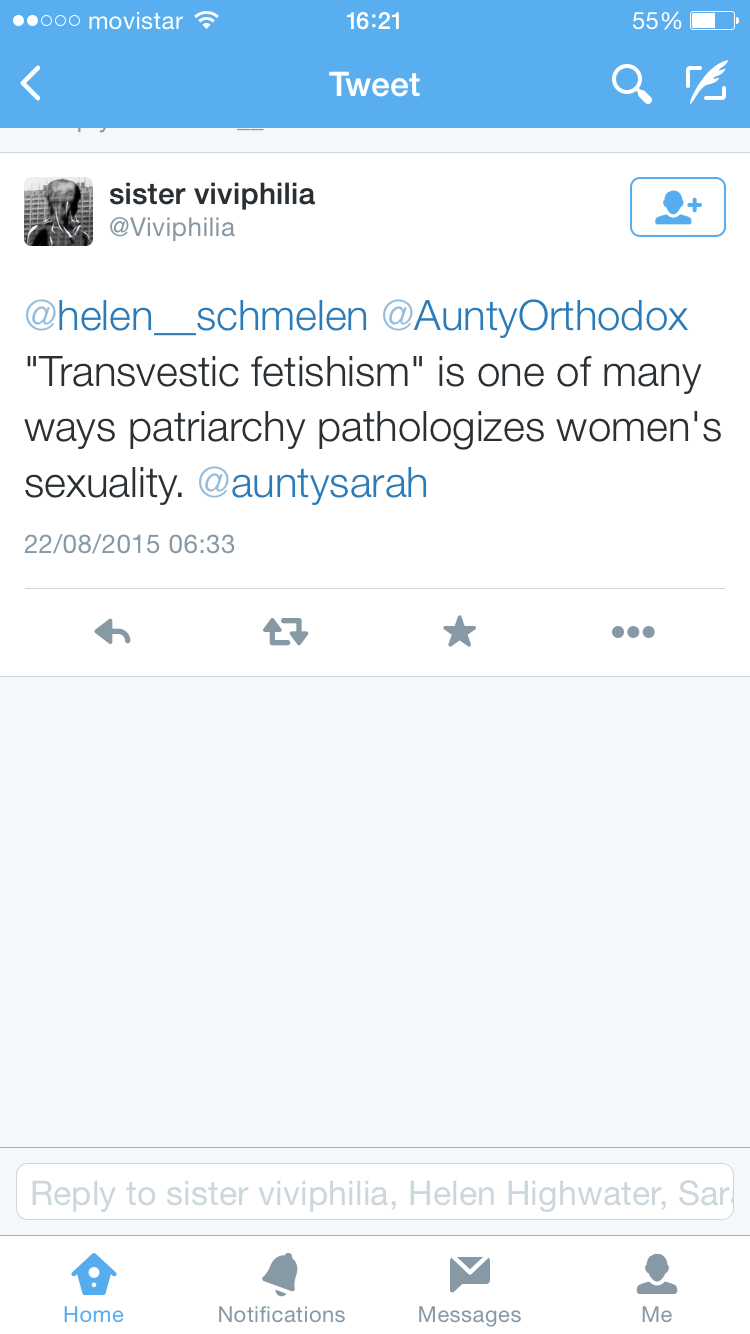 movistar 16:21 55%
Tweet
sister viviphilia
@Viviphilia
@helen__schmelen @AuntyOrthodox
"Transvestic fetishism" is one of many
ways patriarchy pathologizes women's
sexuality. @auntysarah
22/08/2015 06:33
Reply to sister viviphilia, Helen Highwater, Sar
Home Notifications Messages Me